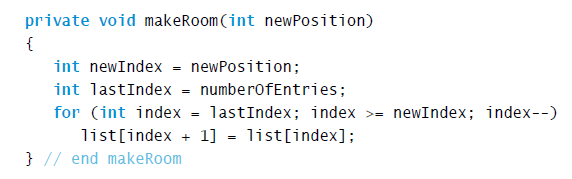 private void makeRoom(int newPosition)
{
int newIndex = newPosition;
int lastIndex = numberOfEntries;
for (int index = lastIndex; index >= newIndex; index--)
list[index + 1] = list[index];
} // end makeRoom